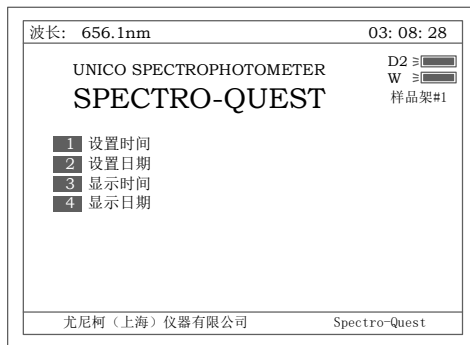 波长: 656.1nm 03: 08: 28
UNICO SPECTROPHOTOMETER
SPECTRO-QUEST
D2
W
样品架#1
1 设置时间
2 设置日期
3 显示时间
4 显示日期
尤尼柯（上海）仪器有限公司 Spectro-Quest